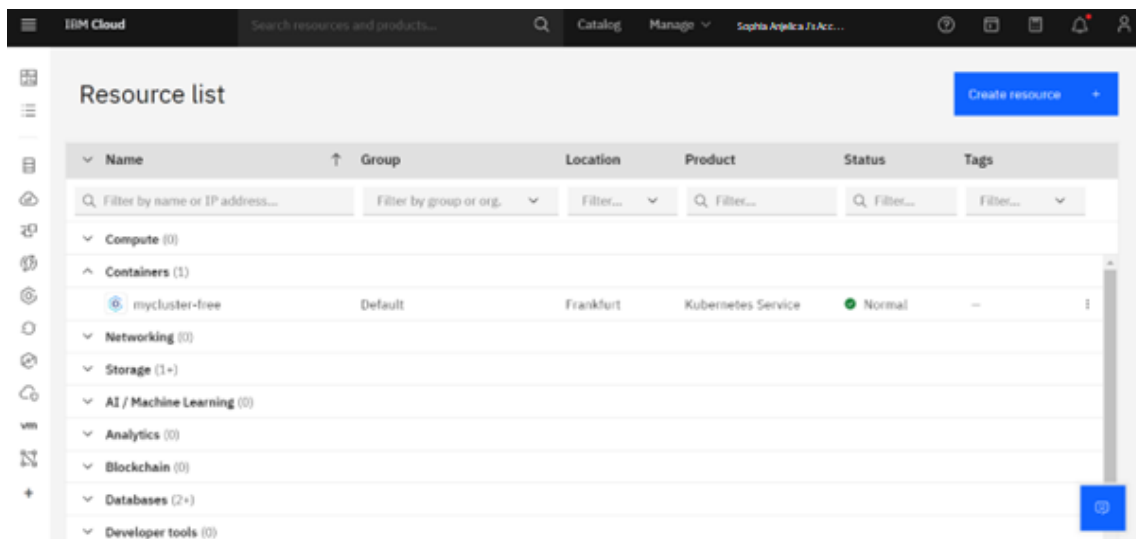 IBM Cloud Search resources and products... Catalog Manage Sophia Anjelica J's Acc...
Resource list
Create resource +
Name Group Location Product Status Tags
Filter by name or IP address... Filter by group or org. Filter... Filter... Filter... Filter...
Compute (0)
Containers (1)
mycluster-free Default Frankfurt Kubernetes Service Normal —
Networking (0)
Storage (1+)
AI / Machine Learning (0)
Analytics (0)
vm
Blockchain (0)
Databases (2+)
Developer tools (0)